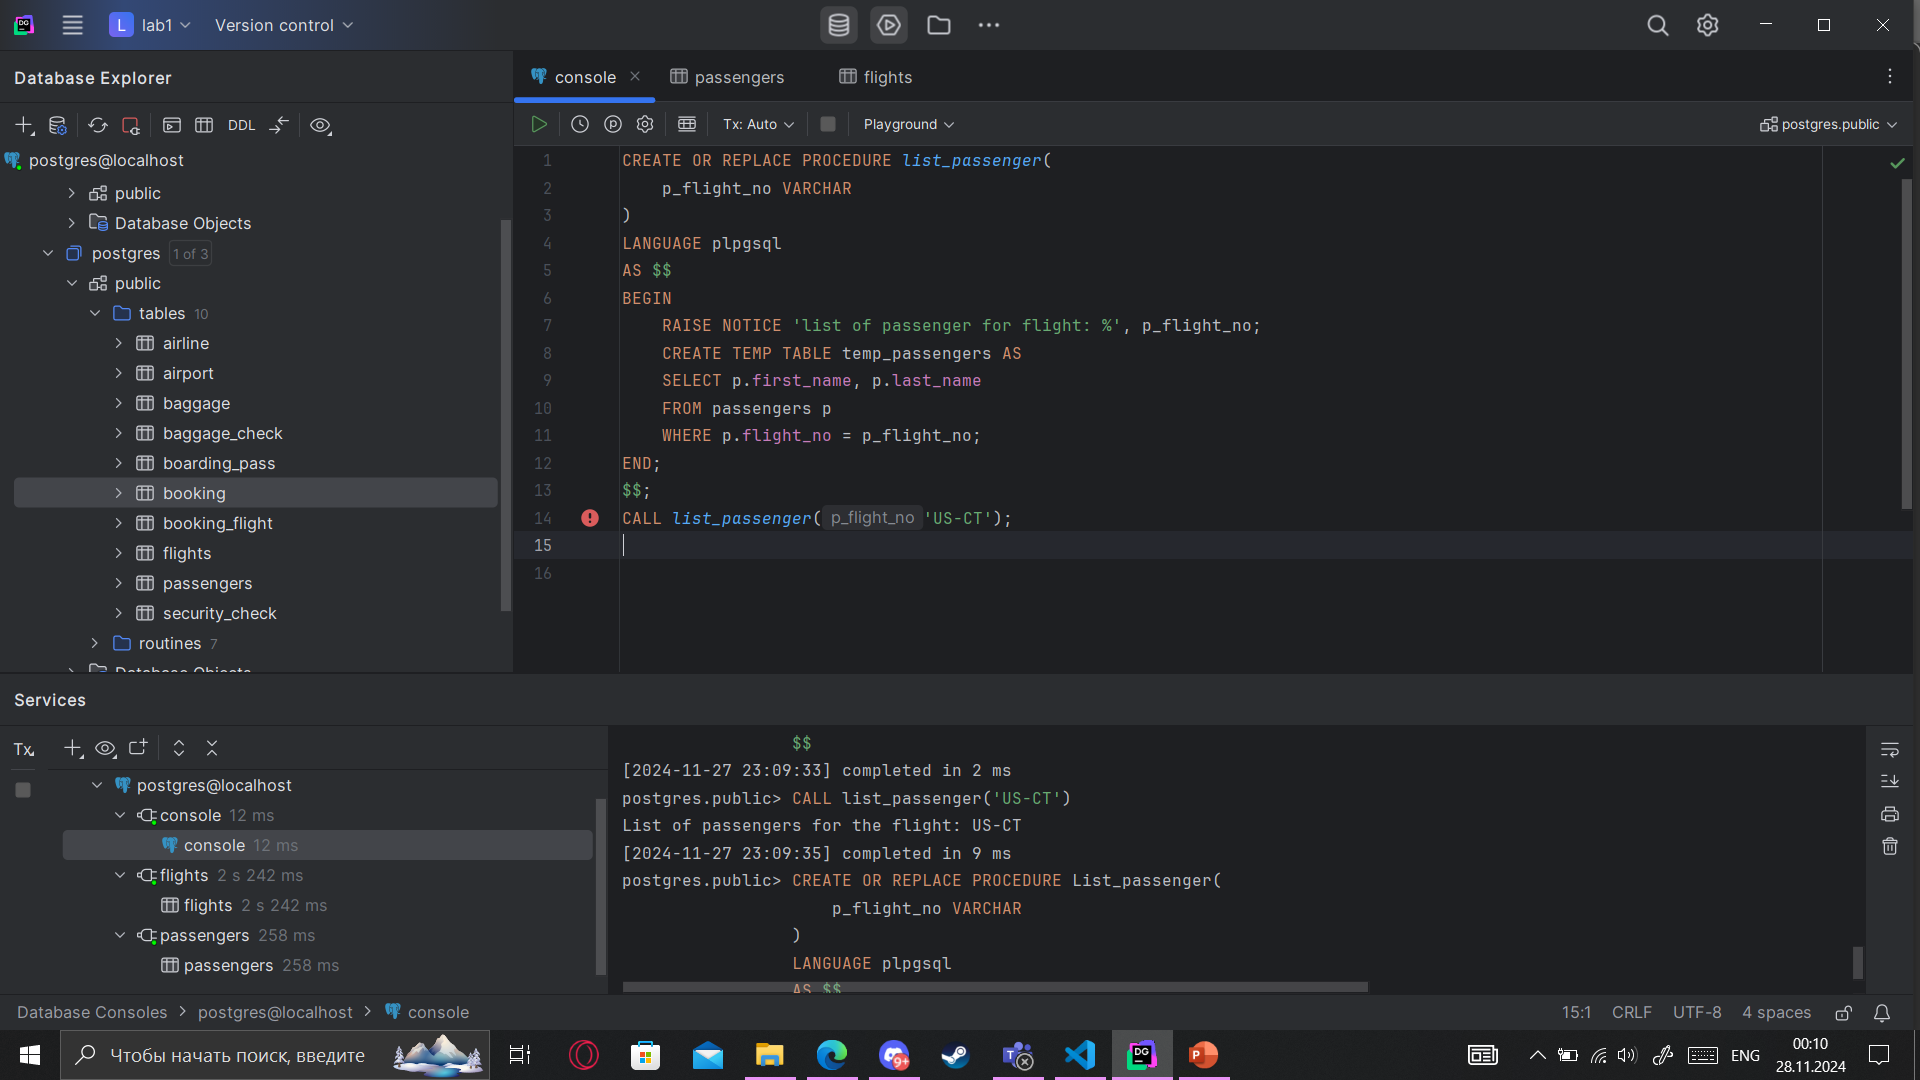 L lab1 Version control
Database Explorer
DDL
postgres@localhost
public
Database Objects
postgres 1 of 3
public
tables 10
airline
airport
baggage
baggage_check
boarding_pass
booking
booking_flight
flights
passengers
security_check
routines 7
Database Objects
console passengers flights
Tx: Auto Playground postgres.public
1 CREATE OR REPLACE PROCEDURE list_passenger(
2 p_flight_no VARCHAR
3 )
4 LANGUAGE plpgsql
5 AS $$
6 BEGIN
7 RAISE NOTICE 'list of passenger for flight: %', p_flight_no;
8 CREATE TEMP TABLE temp_passengers AS
9 SELECT p.first_name, p.last_name
10 FROM passengers p
11 WHERE p.flight_no = p_flight_no;
12 END;
13 $$;
14 CALL list_passenger( p_flight_no 'US-CT');
15
16
Services
Tx
postgres@localhost
console 12 ms
console 12 ms
flights 2 s 242 ms
flights 2 s 242 ms
passengers 258 ms
passengers 258 ms
$$
[2024-11-27 23:09:33] completed in 2 ms
postgres.public> CALL list_passenger('US-CT')
List of passengers for the flight: US-CT
[2024-11-27 23:09:35] completed in 9 ms
postgres.public> CREATE OR REPLACE PROCEDURE List_passenger(
p_flight_no VARCHAR
)
LANGUAGE plpgsql
AS $$
Database Consoles > postgres@localhost > console
15:1 CRLF UTF-8 4 spaces
Чтобы начать поиск, введите
9+
ENG
00:10
28.11.2024